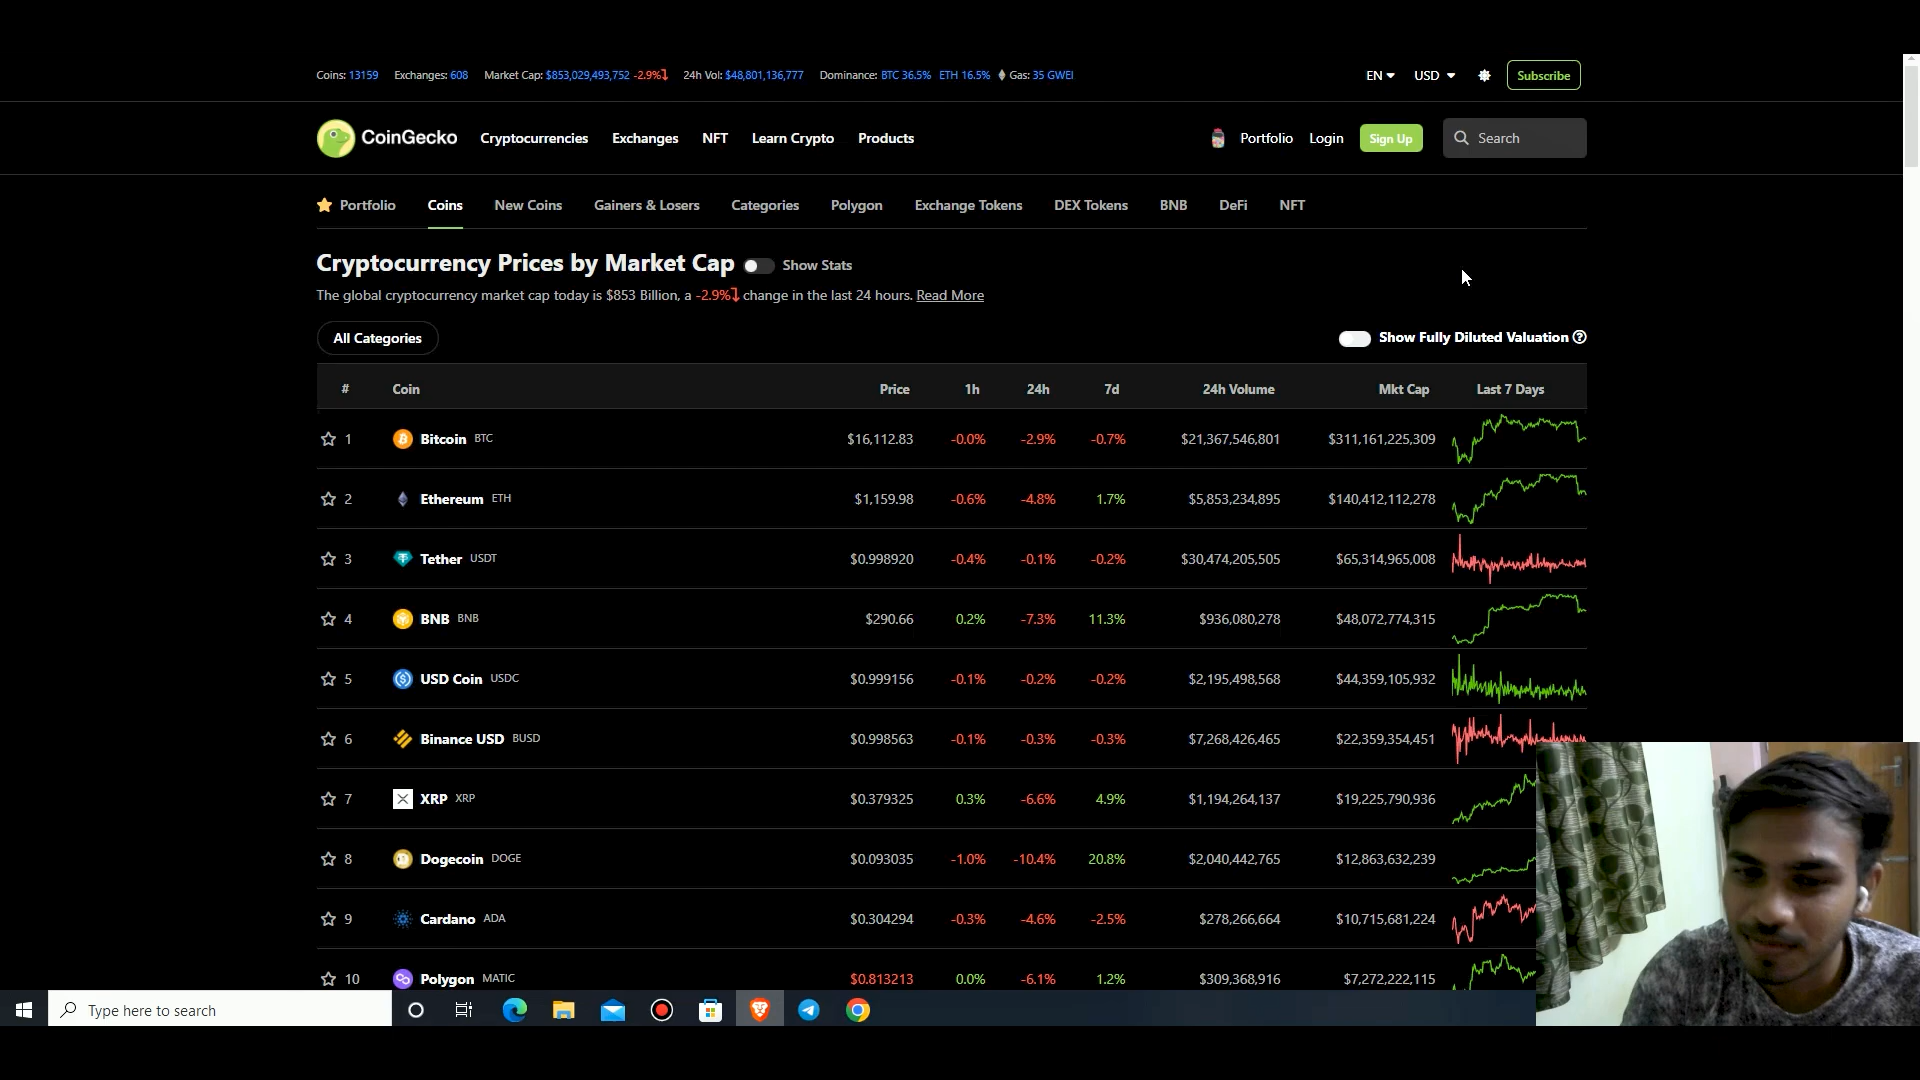 Coins: 13159 Exchanges: 608 Market Cap: $853,029,493,752 -2.9% 24h Vol: $48,801,136,777 Dominance: BTC 36.5% ETH 16.5% Gas: 35 GWEI EN USD Subscribe
CoinGecko Cryptocurrencies Exchanges NFT Learn Crypto Products Portfolio Login Sign Up Search
Portfolio Coins New Coins Gainers & Losers Categories Polygon Exchange Tokens DEX Tokens BNB DeFi NFT
Cryptocurrency Prices by Market Cap Show Stats
The global cryptocurrency market cap today is $853 Billion, a -2.9% change in the last 24 hours. Read More
All Categories Show Fully Diluted Valuation
# Coin Price 1h 24h 7d 24h Volume Mkt Cap Last 7 Days
1 Bitcoin BTC $16,112.83 -0.0% -2.9% -0.7% $21,367,546,801 $311,161,225,309
2 Ethereum ETH $1,159.98 -0.6% -4.8% 1.7% $5,853,234,895 $140,412,112,278
3 Tether USDT $0.998920 -0.4% -0.1% -0.2% $30,474,205,505 $65,314,965,008
4 BNB BNB $290.66 0.2% -7.3% 11.3% $936,080,278 $48,072,774,315
5 USD Coin USDC $0.999156 -0.1% -0.2% -0.2% $2,195,498,568 $44,359,105,932
6 Binance USD BUSD $0.998563 -0.1% -0.3% -0.3% $7,268,426,465 $22,359,354,451
7 XRP XRP $0.379325 0.3% -6.6% 4.9% $1,194,264,137 $19,225,790,936
8 Dogecoin DOGE $0.093035 -1.0% -10.4% 20.8% $2,040,442,765 $12,863,632,239
9 Cardano ADA $0.304294 -0.3% -4.6% -2.5% $278,266,664 $10,715,681,224
10 Polygon MATIC $0.813213 0.0% -6.1% 1.2% $309,368,916 $7,272,222,115
Type here to search